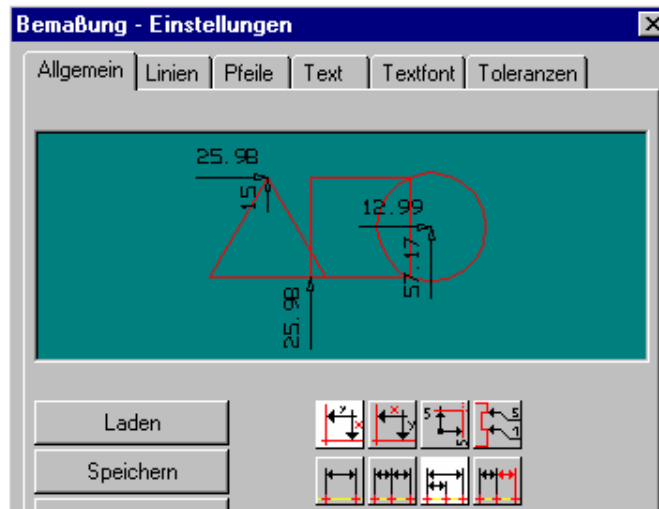 Bemaßung - Einstellungen
Allgemein Linien Pfeile Text Textfont Toleranzen
25.98
15
12.99
57.17
25.98
Laden
Speichern